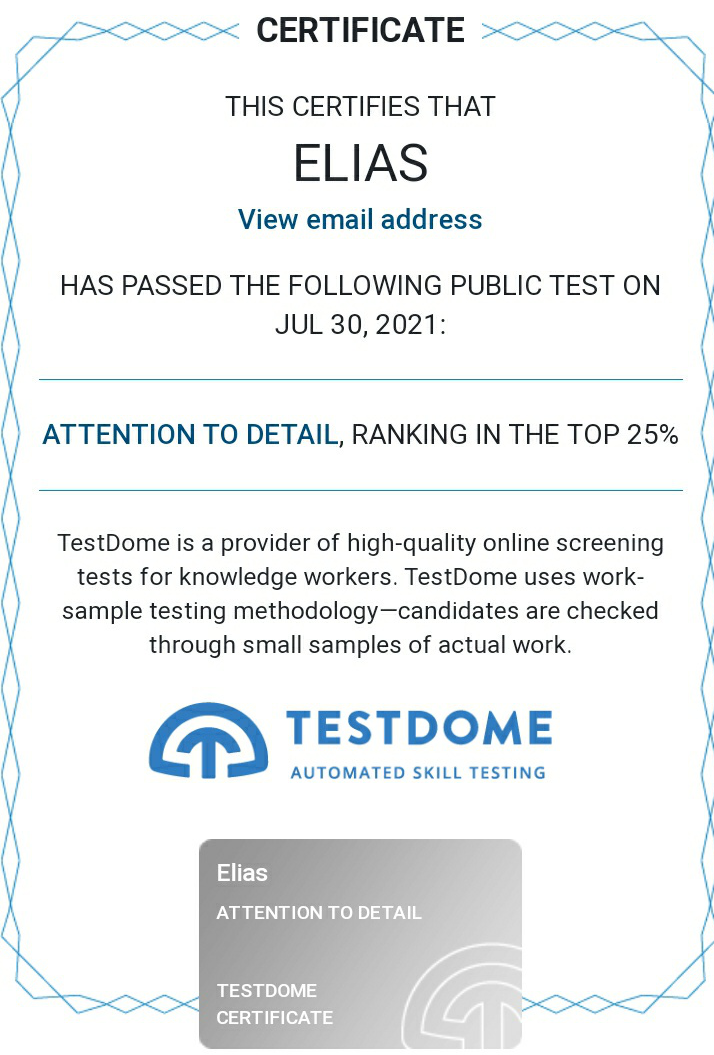 CERTIFICATE
THIS CERTIFIES THAT
ELIAS
View email address
HAS PASSED THE FOLLOWING PUBLIC TEST ON
JUL 30, 2021:
ATTENTION TO DETAIL, RANKING IN THE TOP 25%
TestDome is a provider of high-quality online screening
tests for knowledge workers. TestDome uses work-
sample testing methodology—candidates are checked
through small samples of actual work.
TESTDOME
AUTOMATED SKILL TESTING
Elias
ATTENTION TO DETAIL
TESTDOME
CERTIFICATE